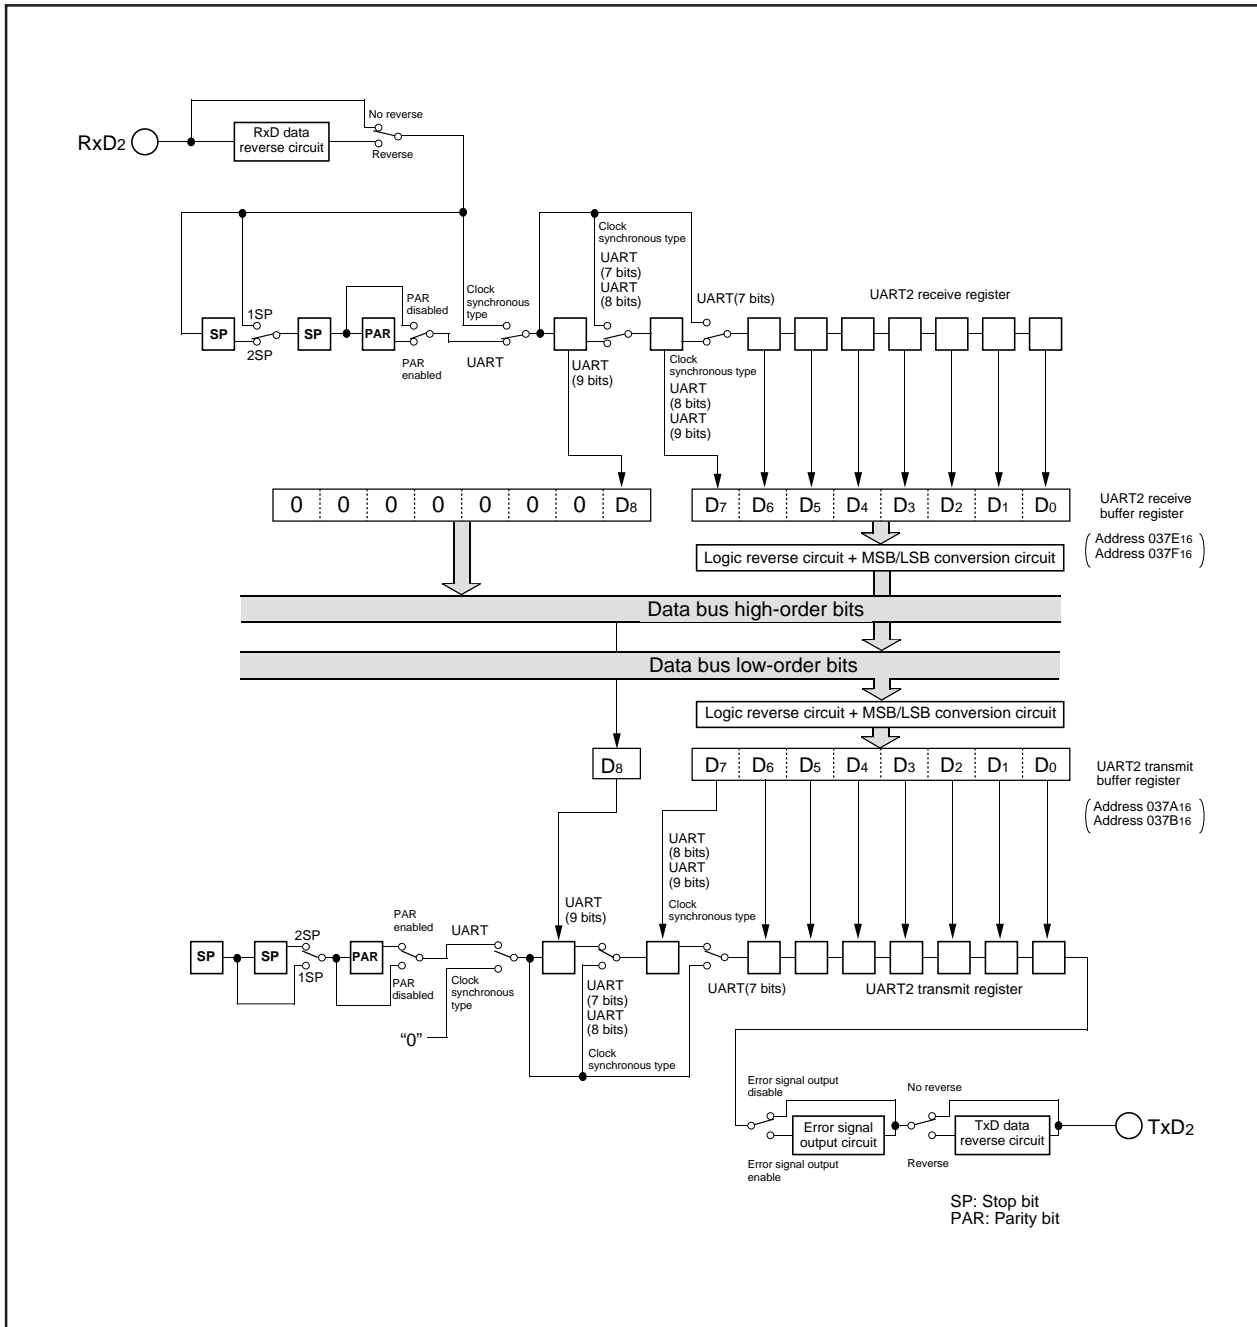 No reverse
RxD2
RxD data
reverse circuit
Reverse
Clock
synchronous type
UART
(7 bits)
UART
(8 bits)
PAR
disabled
Clock
synchronous
type
UART(7 bits)
UART2 receive register
1SP
SP
2SP
SP
PAR
PAR
enabled
UART
UART
(9 bits)
Clock
synchronous type
UART
(8 bits)
UART
(9 bits)
0 0 0 0 0 0 0 D8
D7 D6 D5 D4 D3 D2 D1 D0
UART2 receive
buffer register
(Address 037E16
Address 037F16)
Logic reverse circuit + MSB/LSB conversion circuit
Data bus high-order bits
Data bus low-order bits
Logic reverse circuit + MSB/LSB conversion circuit
D8
D7 D6 D5 D4 D3 D2 D1 D0
UART2 transmit
buffer register
(Address 037A16
Address 037B16)
UART
(8 bits)
UART
(9 bits)
Clock
synchronous type
UART
(9 bits)
PAR
enabled
UART
2SP
SP
SP
1SP
PAR
PAR
disabled
Clock
synchronous
type
“0”
UART
(7 bits)
UART
(8 bits)
Clock
synchronous type
UART(7 bits)
UART2 transmit register
Error signal output
disable
No reverse
Error signal
output circuit
TxD data
reverse circuit
TxD2
Error signal output
enable
Reverse
SP: Stop bit
PAR: Parity bit